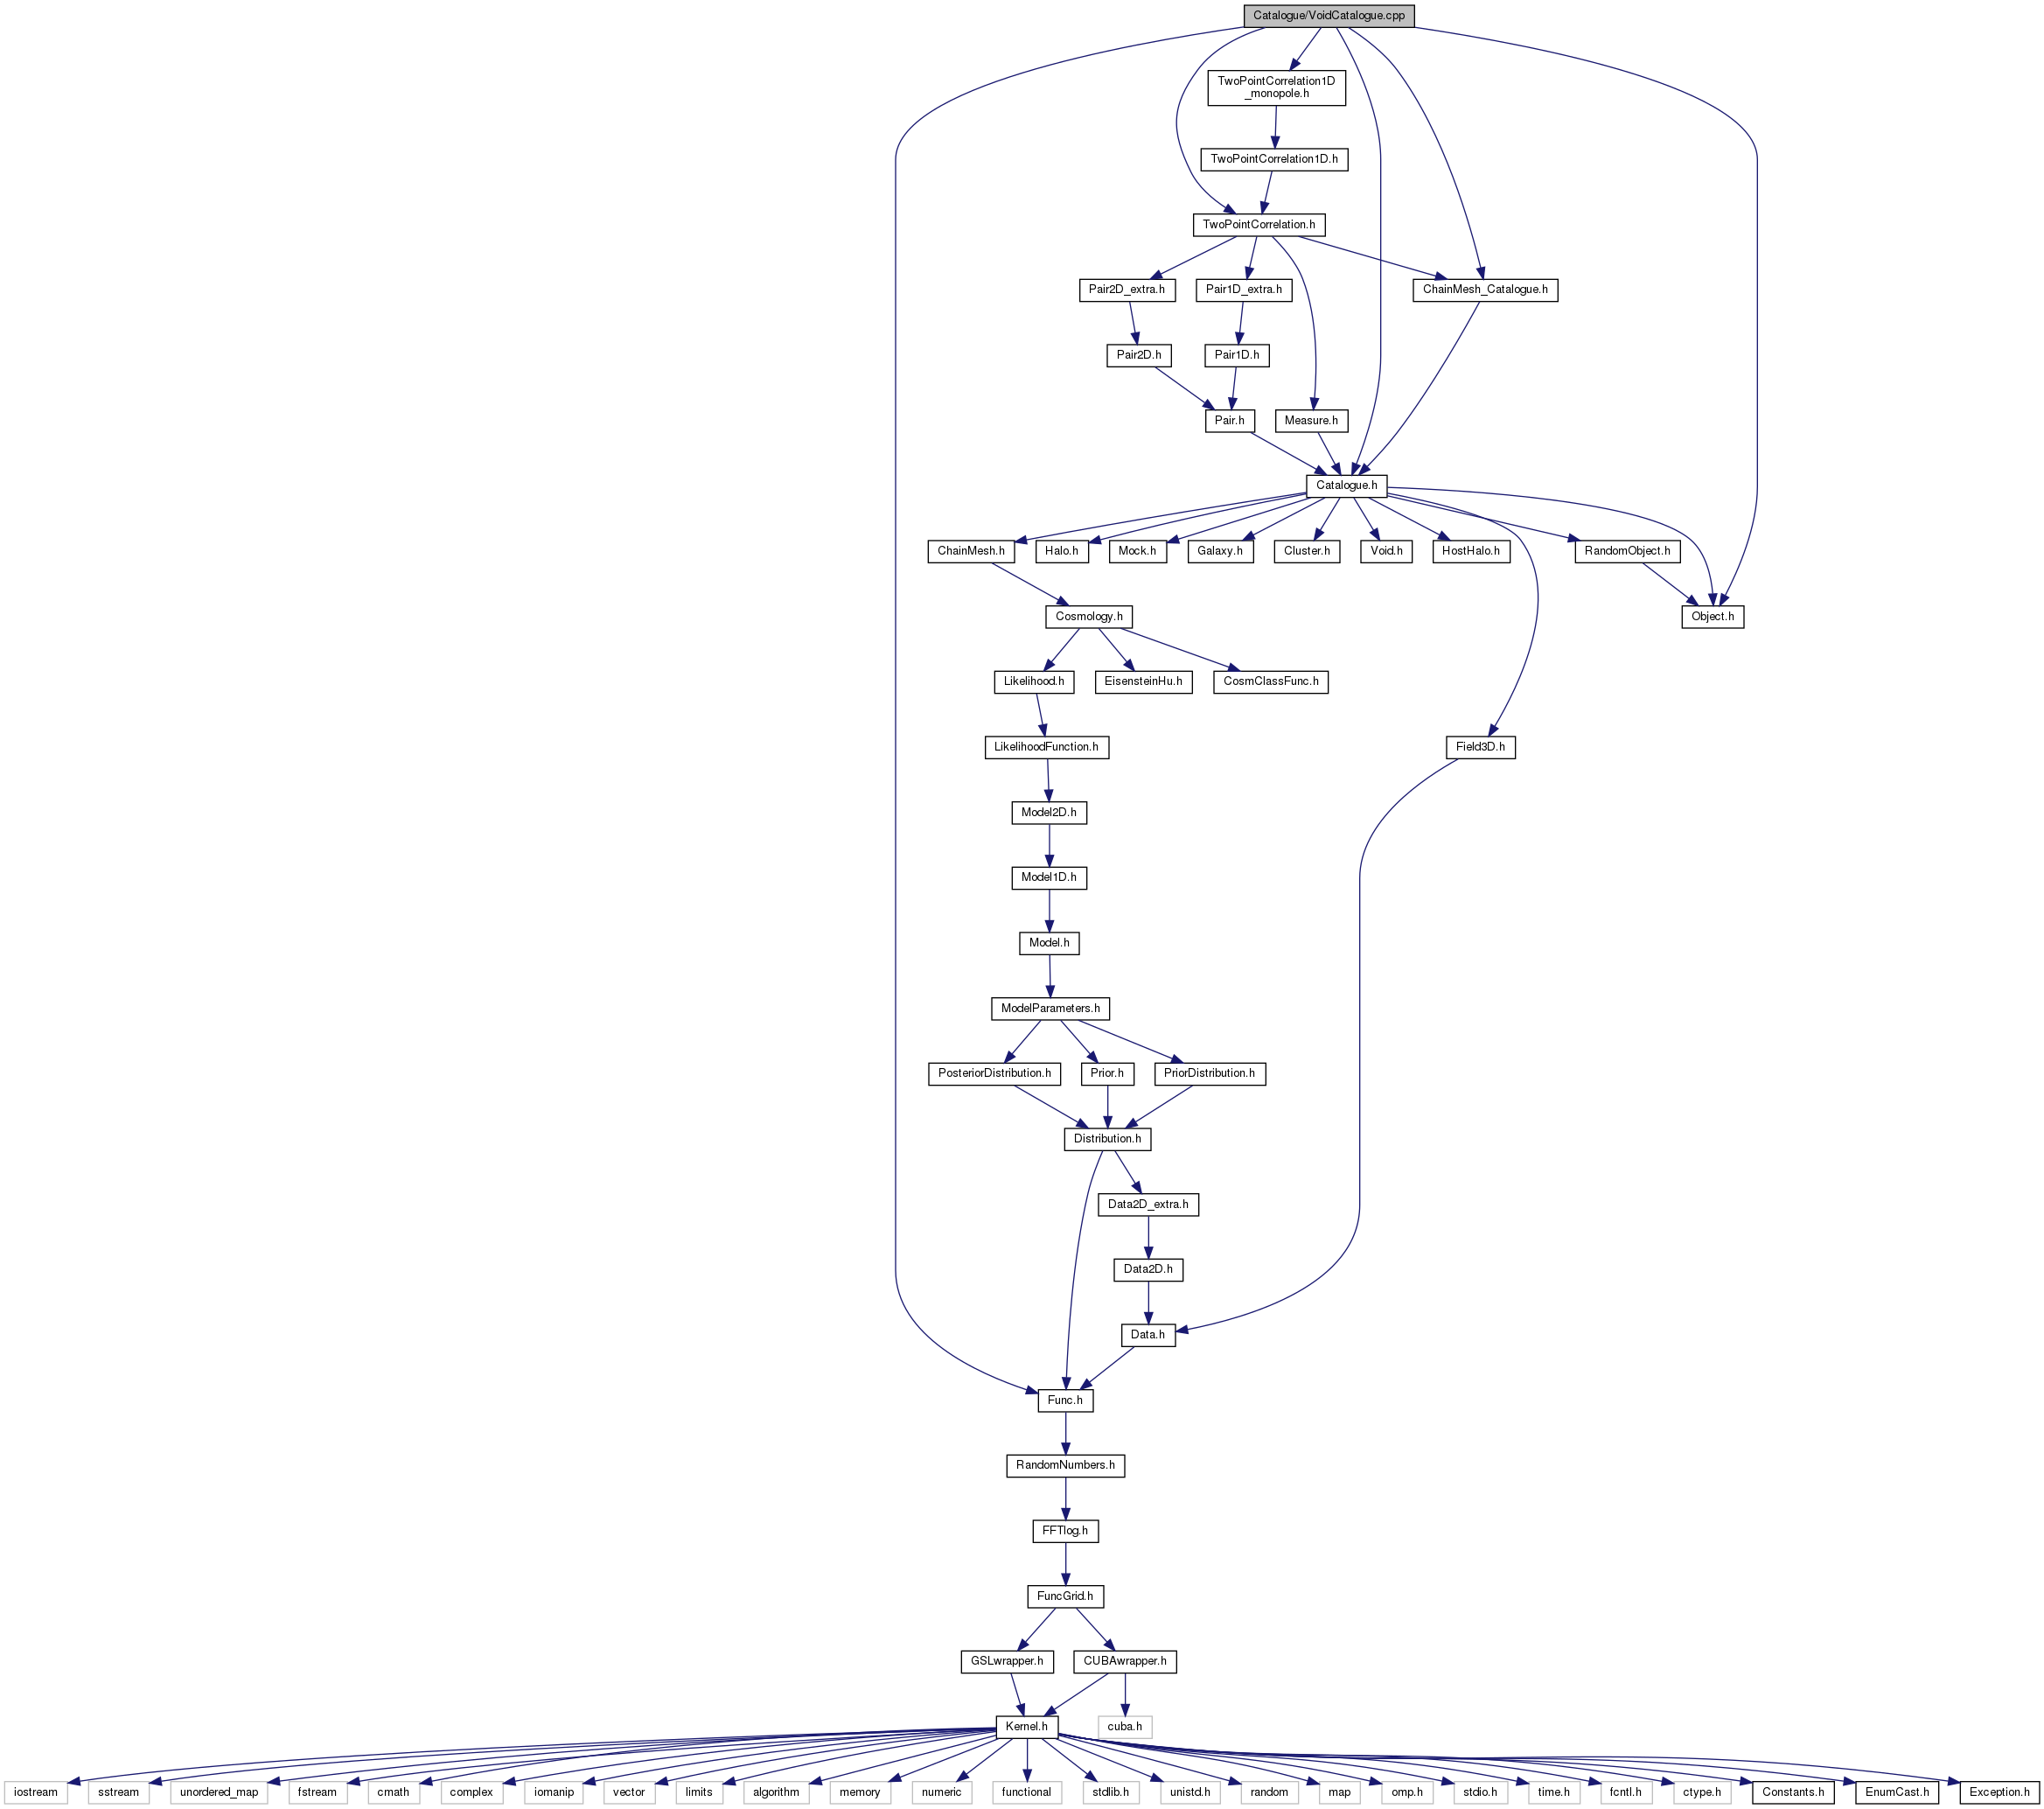 Catalogue/VoidCatalogue.cpp
TwoPointCorrelation1D
_monopole.h
TwoPointCorrelation1D.h
TwoPointCorrelation.h
Pair2D_extra.h
Pair1D_extra.h
ChainMesh_Catalogue.h
Pair2D.h
Pair1D.h
Pair.h
Measure.h
Catalogue.h
ChainMesh.h
Halo.h
Mock.h
Galaxy.h
Cluster.h
Void.h
HostHalo.h
RandomObject.h
Cosmology.h
Object.h
Likelihood.h
EisensteinHu.h
CosmClassFunc.h
LikelihoodFunction.h
Field3D.h
Model2D.h
Model1D.h
Model.h
ModelParameters.h
PosteriorDistribution.h
Prior.h
PriorDistribution.h
Distribution.h
Data2D_extra.h
Data2D.h
Data.h
Func.h
RandomNumbers.h
FFTlog.h
FuncGrid.h
GSLwrapper.h
CUBAwrapper.h
Kernel.h
cuba.h
iostream
sstream
unordered_map
fstream
cmath
complex
iomanip
vector
limits
algorithm
memory
numeric
functional
stdlib.h
unistd.h
random
map
omp.h
stdio.h
time.h
fcntl.h
ctype.h
Constants.h
EnumCast.h
Exception.h